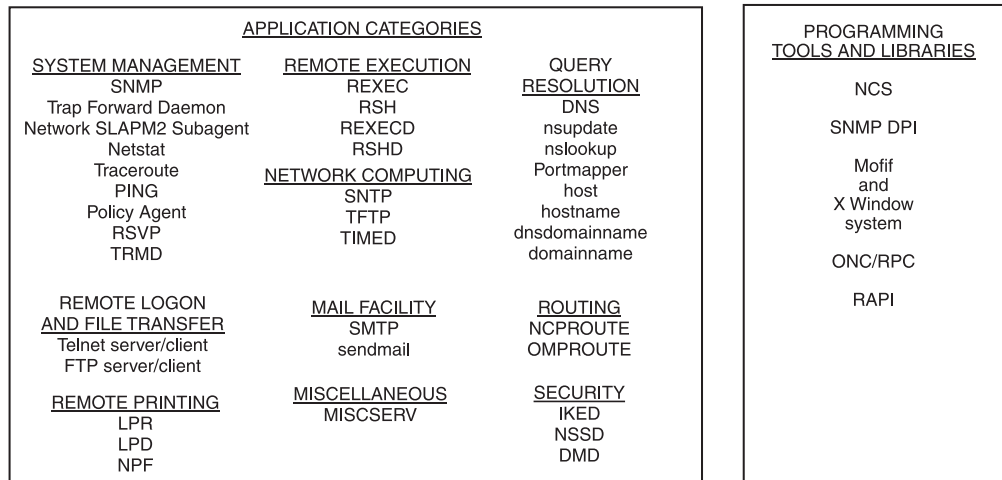 APPLICATION CATEGORIES
SYSTEM MANAGEMENT
SNMP
Trap Forward Daemon
Network SLAPM2 Subagent
Netstat
Traceroute
PING
Policy Agent
RSVP
TRMD
REMOTE LOGON
AND FILE TRANSFER
Telnet server/client
FTP server/client
REMOTE PRINTING
LPR
LPD
NPF
REMOTE EXECUTION
REXEC
RSH
REXECD
RSHD
NETWORK COMPUTING
SNTP
TFTP
TIMED
MAIL FACILITY
SMTP
sendmail
MISCELLANEOUS
MISCSERV
QUERY
RESOLUTION
DNS
nsupdate
nslookup
Portmapper
host
hostname
dnsdomainname
domainname
ROUTING
NCPROUTE
OMPROUTE
SECURITY
IKED
NSSD
DMD
PROGRAMMING
TOOLS AND LIBRARIES
NCS
SNMP DPI
Mofif
and
X Window
system
ONC/RPC
RAPI